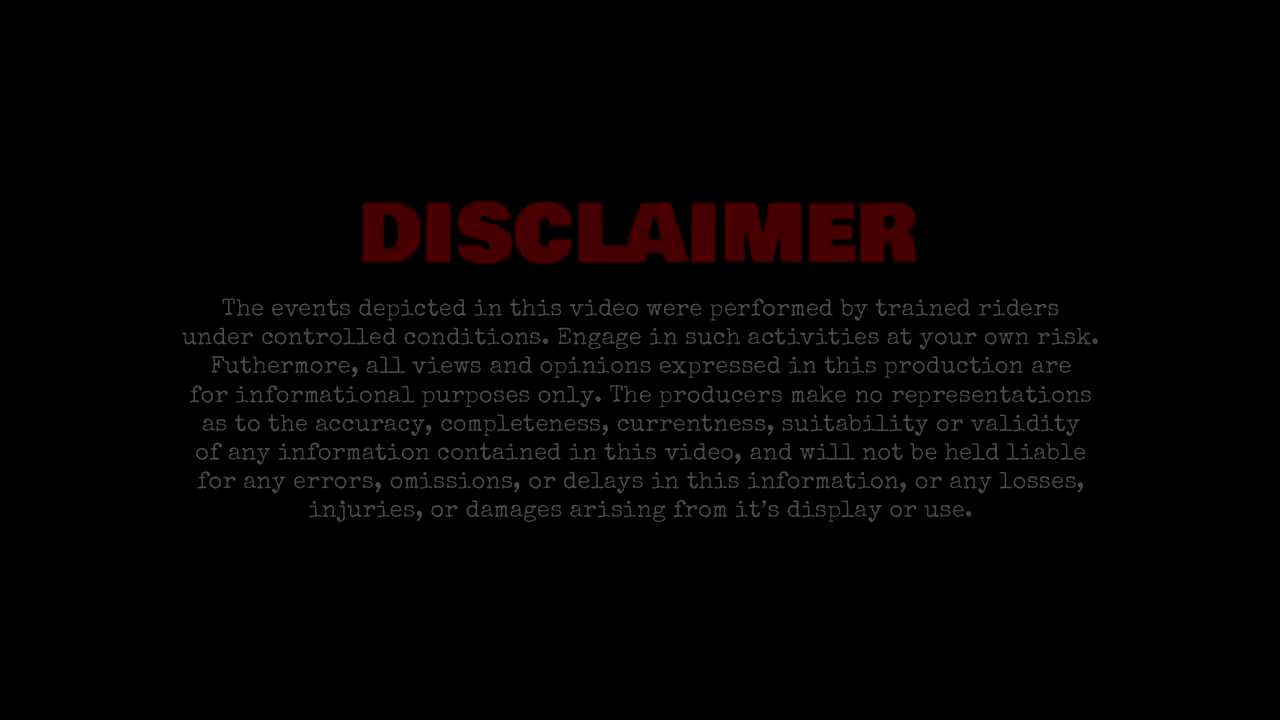 DISCLAIMER
The events depicted in this video were performed by trained riders
under controlled conditions. Engage in such activities at your own risk.
Futhermore, all views and opinions expressed in this production are
for informational purposes only. The producers make no representations
as to the accuracy, completeness, currentness, suitability or validity
of any information contained in this video, and will not be held liable
for any errors, omissions, or delays in this information, or any losses,
injuries, or damages arising from it’s display or use.